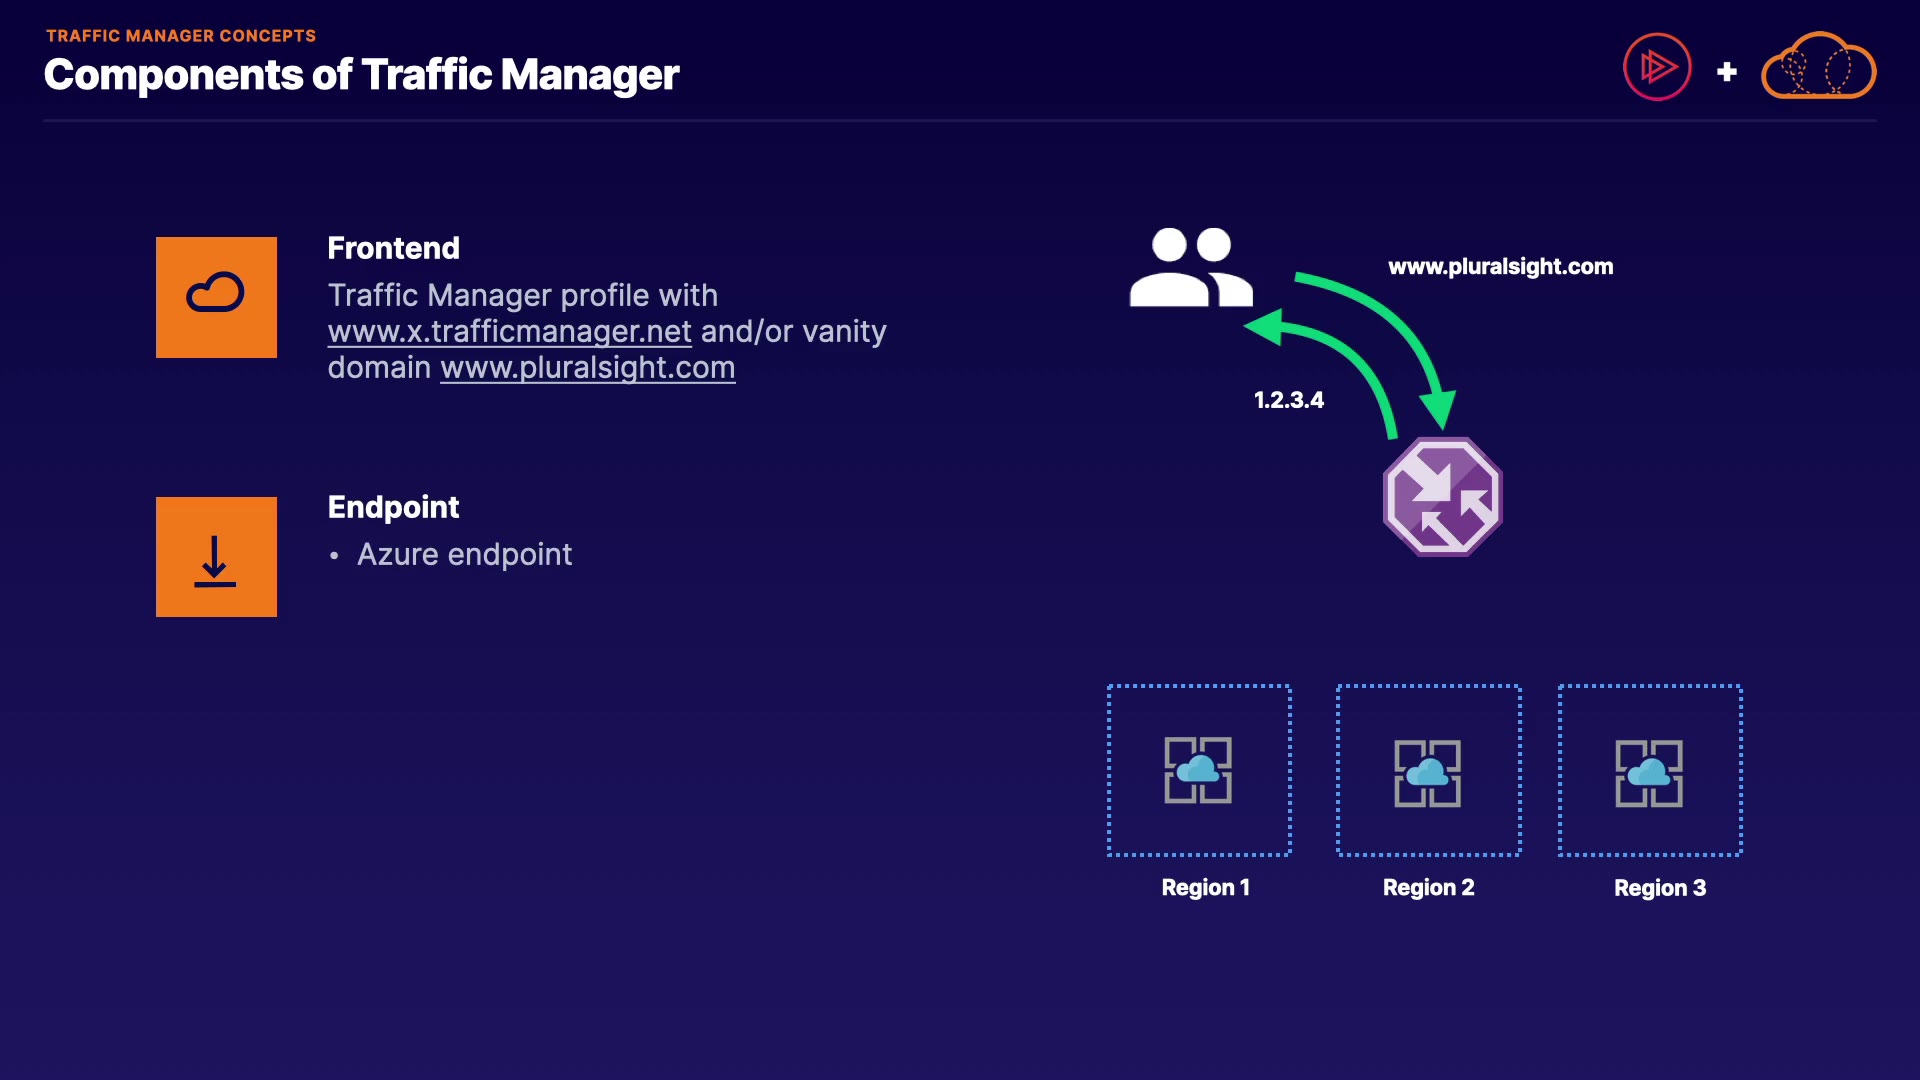 TRAFFIC MANAGER CONCEPTS
Components of Traffic Manager
Frontend
Traffic Manager profile with
www.x.trafficmanager.net and/or vanity
domain www.pluralsight.com
Endpoint
• Azure endpoint
www.pluralsight.com
1.2.3.4
Region 1
Region 2
Region 3